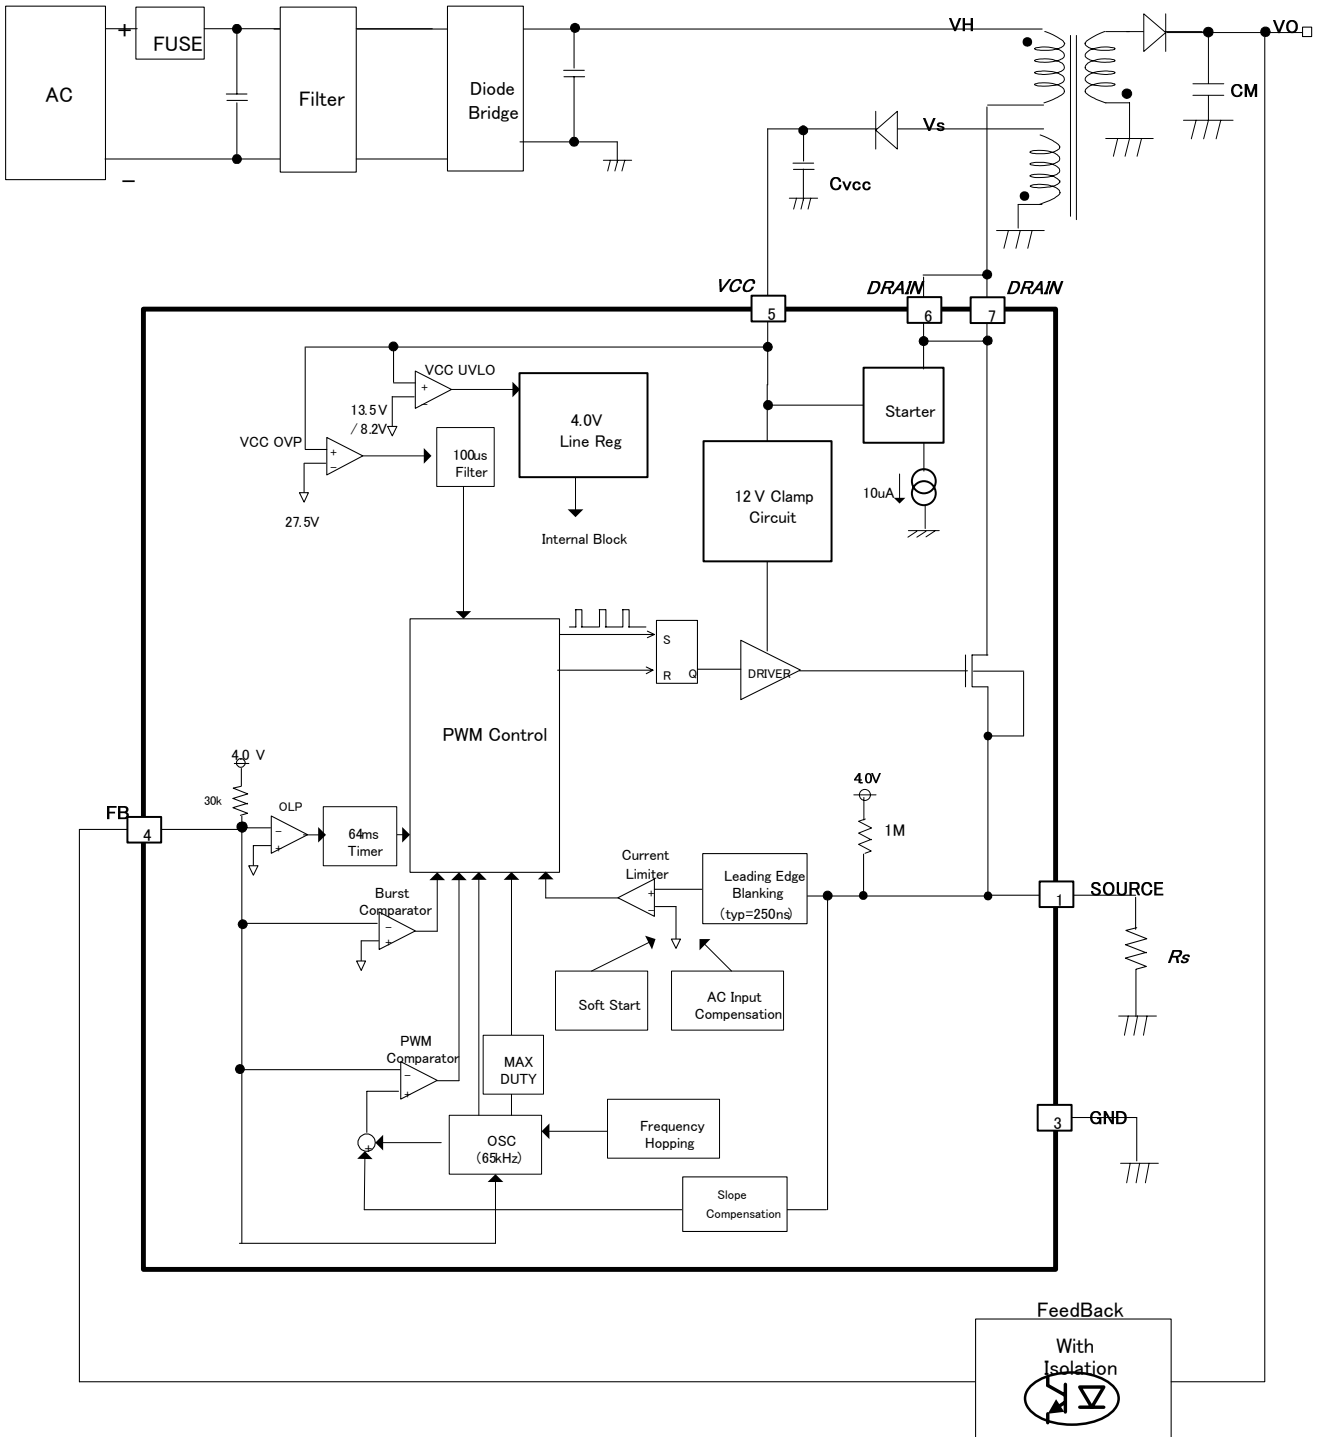 VH
VO
+
FUSE
AC
Filter
Diode
Bridge
CM
Vs
Cvcc
−
VCC
DRAIN
DRAIN
5
6
7
VCC UVLO
+
−
13.5V
/ 8.2V
4.0V
Line Reg
Starter
VCC OVP
+
−
100us
Filter
27.5V
10uA
12V Clamp
Circuit
Internal Block
S
R
Q
DRIVER
PWM Control
4.0 V
30k
4.0V
1M
FB
4
OLP
−
+
64ms
Timer
Current
Limiter
+
−
Leading Edge
Blanking
(typ=250ns)
1
SOURCE
Burst
Comparator
−
+
Rs
Soft Start
AC Input
Compensation
PWM
Comparator
−
+
MAX
DUTY
3
GND
+
OSC
(65kHz)
Frequency
Hopping
Slope
Compensation
FeedBack
With
Isolation